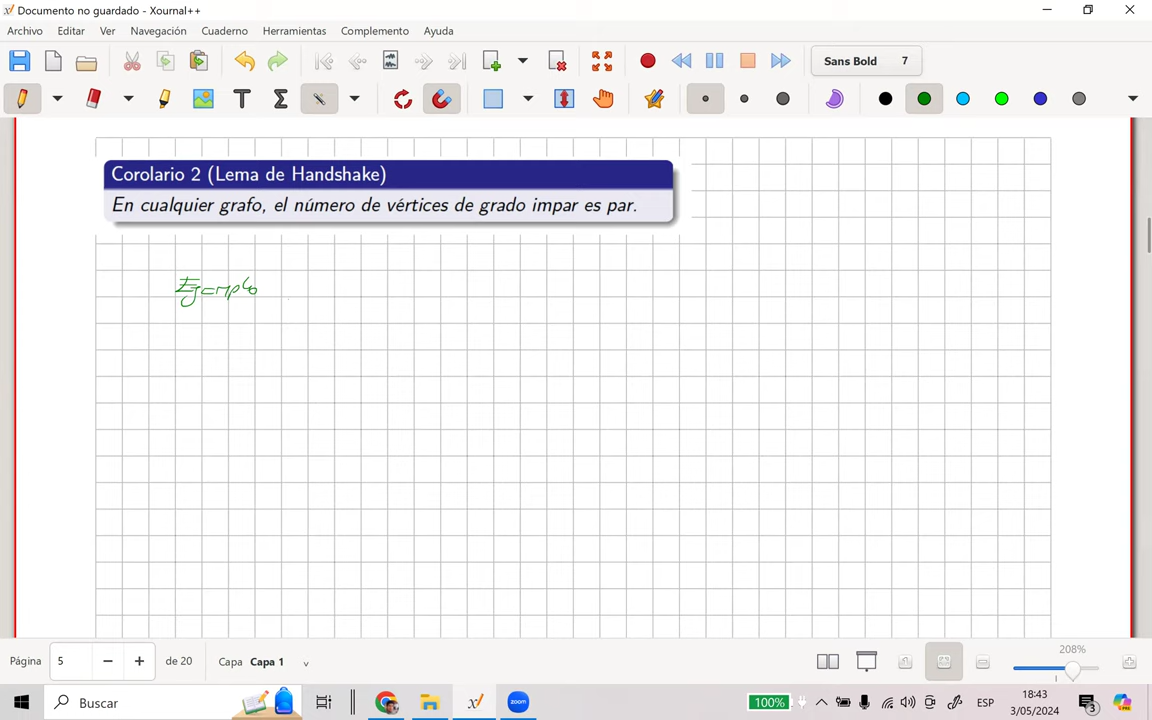 Documento no guardado - Xournal++
Archivo Editar Ver Navegación Cuaderno Herramientas Complemento Ayuda
Sans Bold 7
Corolario 2 (Lema de Handshake)
En cualquier grafo, el número de vértices de grado impar es par.
Ejemplo
Página 5 de 20 Capa Capa 1 208%
Buscar zoom 100% ESP 18:43
3/05/2024 3